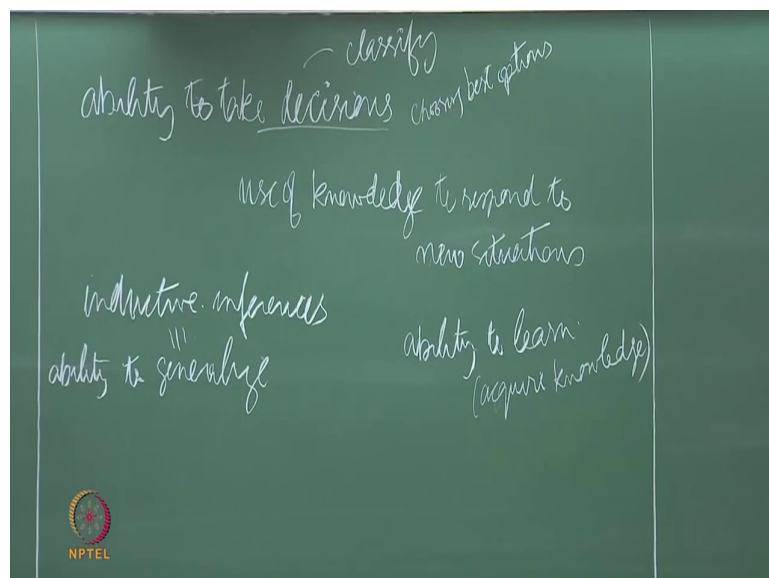 classify
ability to take decisions choosing best options
use of knowledge to respond to
new situations
inductive inferences
ability to generalize
ability to learn
(acquire knowledge)
NPTEL